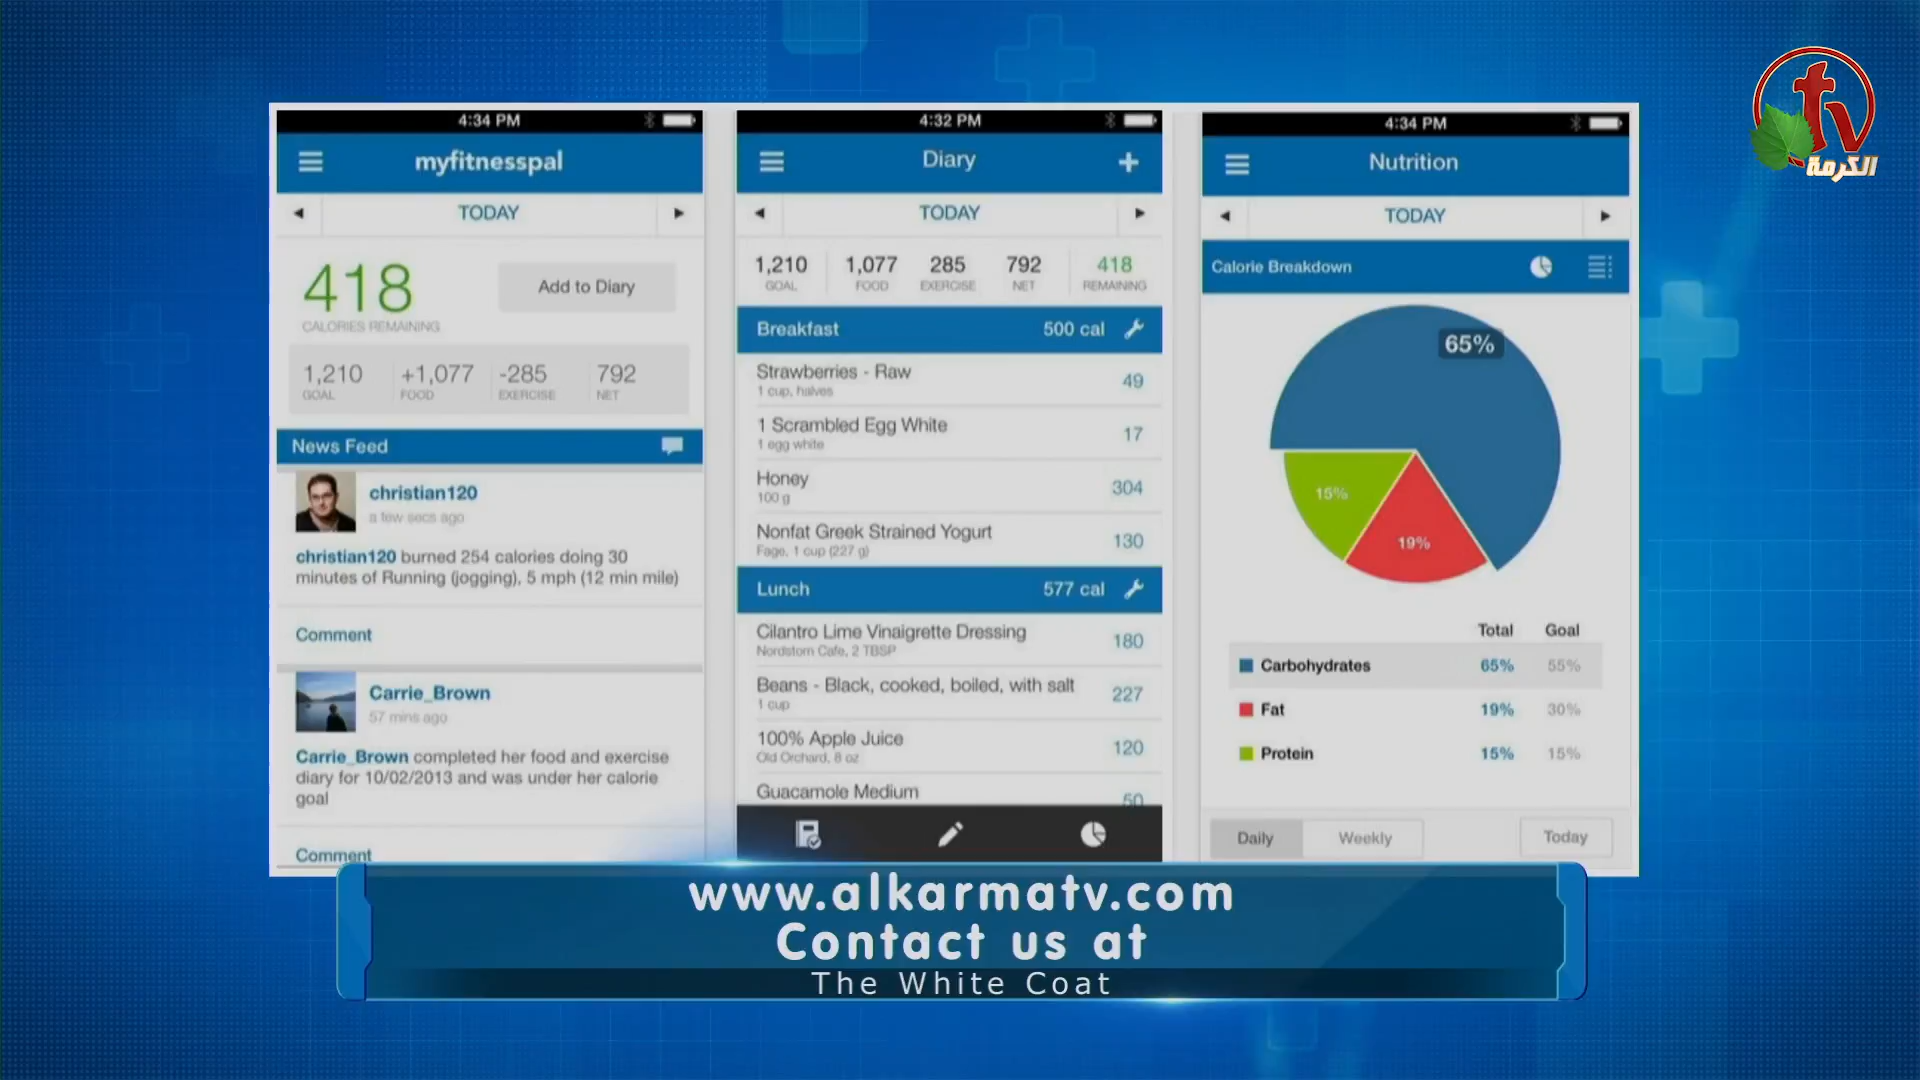 tv
الكرمة
4:34 PM
myfitnesspal
TODAY
418
CALORIES REMAINING
Add to Diary
1,210 +1,077 -285 792
GOAL FOOD EXERCISE NET
News Feed
christian120
a few secs ago
christian120 burned 254 calories doing 30
minutes of Running (jogging), 5 mph (12 min mile)
Comment
Carrie_Brown
57 mins ago
Carrie_Brown completed her food and exercise
diary for 10/02/2013 and was under her calorie
goal
Comment
4:32 PM
Diary
TODAY
1,210 1,077 285 792 418
GOAL FOOD EXERCISE NET REMAINING
Breakfast 500 cal
Strawberries - Raw 49
1 cup, halves
1 Scrambled Egg White 17
1 egg white
Honey 304
100 g
Nonfat Greek Strained Yogurt 130
Fage, 1 cup (227 g)
Lunch 577 cal
Cilantro Lime Vinaigrette Dressing 180
Nordstom Cafe, 2 TBSP
Beans - Black, cooked, boiled, with salt 227
1 cup
100% Apple Juice 120
Old Orchard, 8 oz
Guacamole Medium 50
4:34 PM
Nutrition
TODAY
Calorie Breakdown
65%
15%
19%
Total Goal
Carbohydrates 65% 55%
Fat 19% 30%
Protein 15% 15%
Daily Weekly Today
www.alkarmatv.com
Contact us at
The White Coat